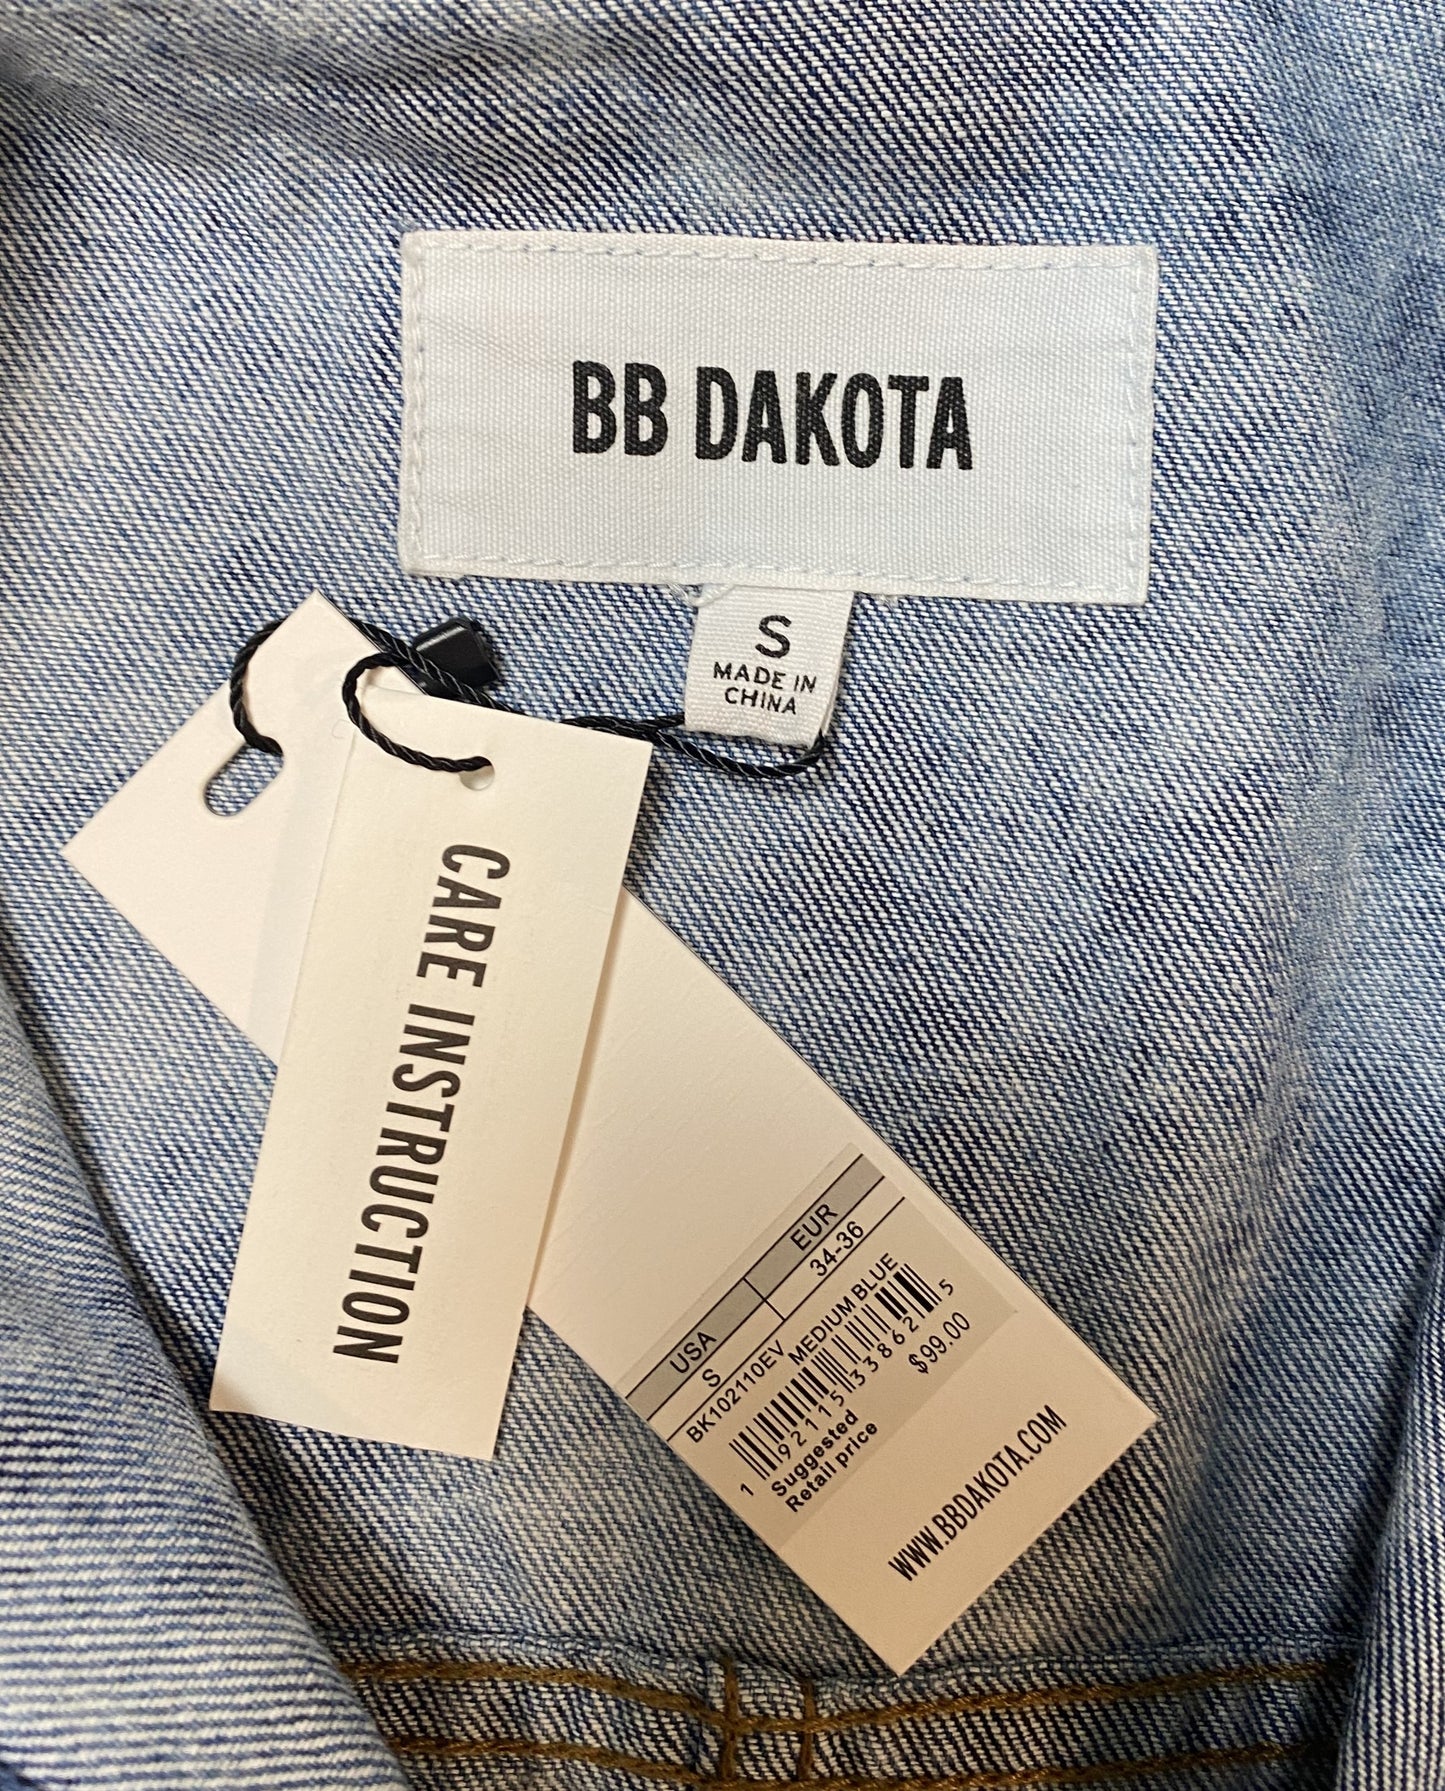 BB DAKOTA
S
MADE IN
CHINA
CARE INSTRUCTION
USA EUR
S 34-36
BK102110EV MEDIUM BLUE
1 92115 33862 5
Suggested
Retail price
$99.00
WWW.BBDAKOTA.COM